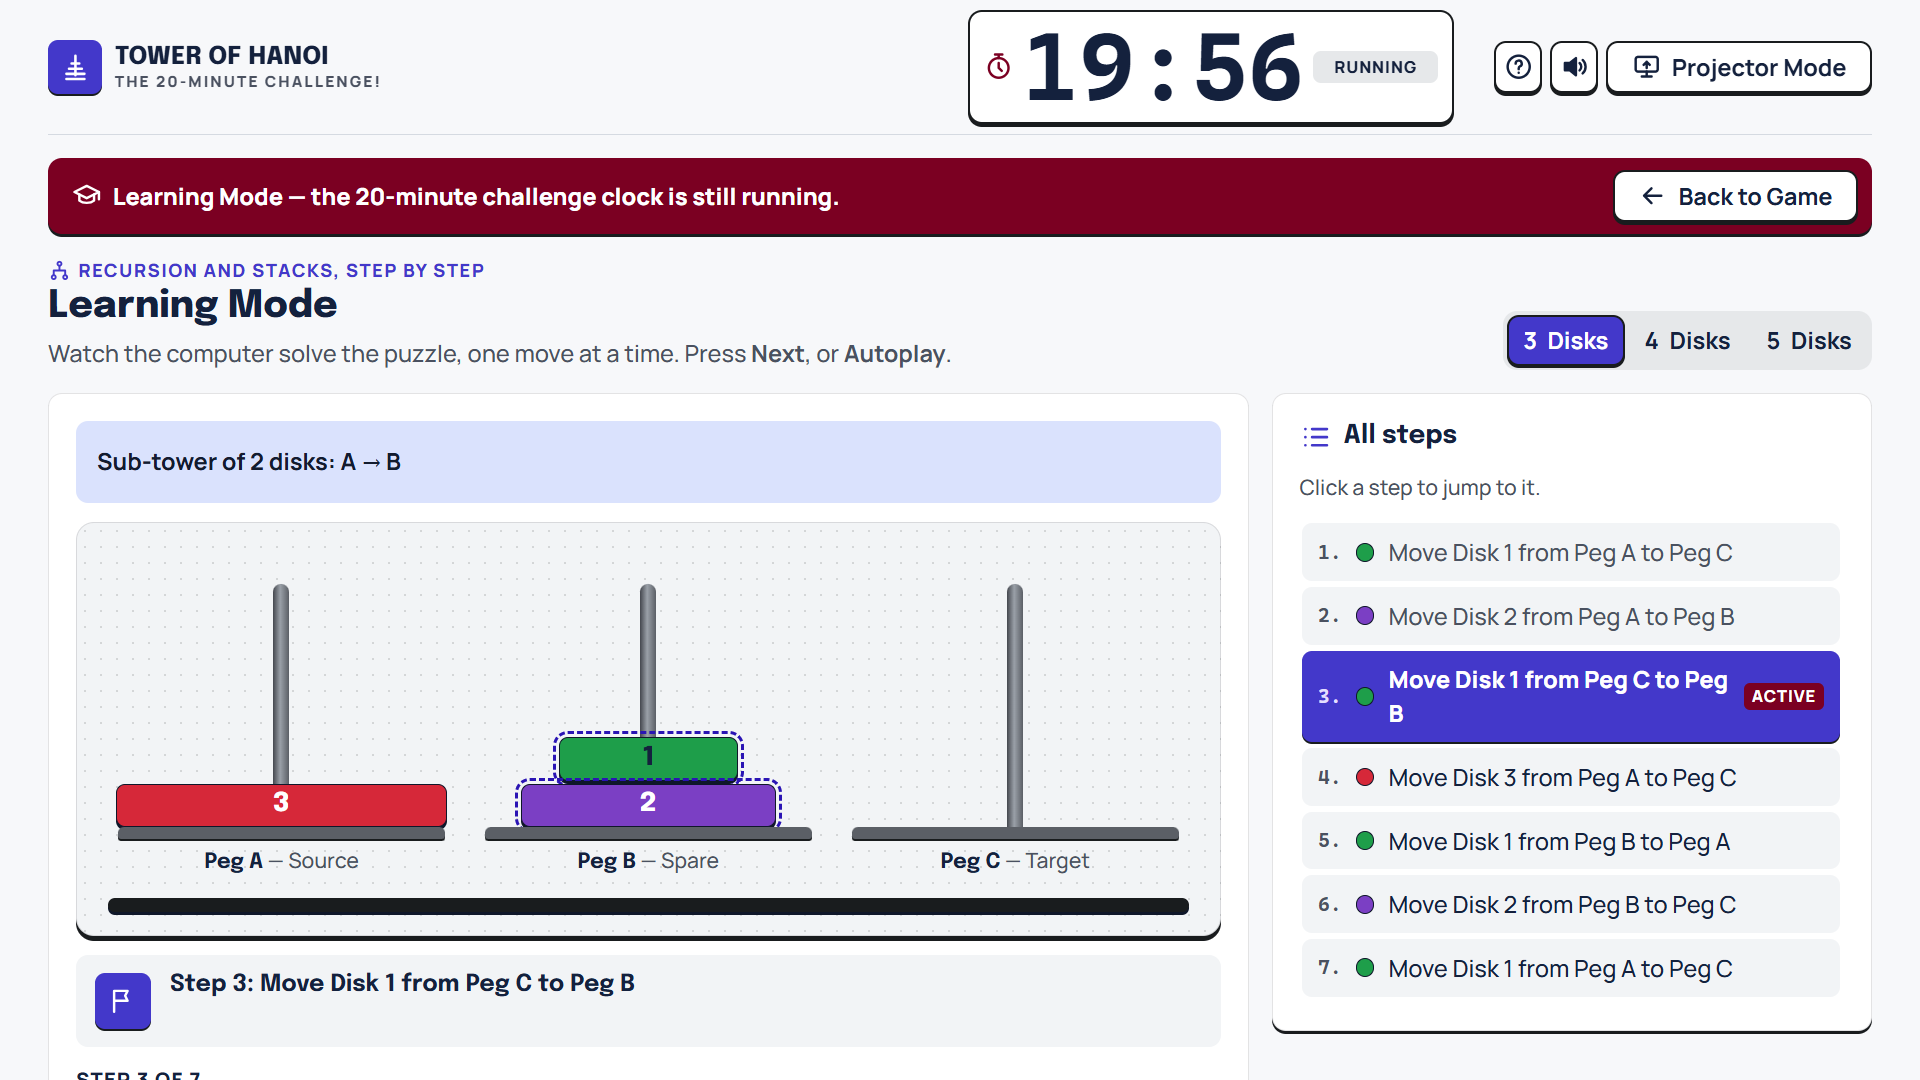 TOWER OF HANOI
THE 20-MINUTE CHALLENGE!
19:56
RUNNING
Projector Mode
Learning Mode — the 20-minute challenge clock is still running.
Back to Game
RECURSION AND STACKS, STEP BY STEP
Learning Mode
Watch the computer solve the puzzle, one move at a time. Press Next, or Autoplay.
3 Disks
4 Disks
5 Disks
Sub-tower of 2 disks: A → B
1
3
2
Peg A — Source
Peg B — Spare
Peg C — Target
Step 3: Move Disk 1 from Peg C to Peg B
STEP 3 OF 7
All steps
Click a step to jump to it.
1. Move Disk 1 from Peg A to Peg C
2. Move Disk 2 from Peg A to Peg B
3. Move Disk 1 from Peg C to Peg
B
ACTIVE
4. Move Disk 3 from Peg A to Peg C
5. Move Disk 1 from Peg B to Peg A
6. Move Disk 2 from Peg B to Peg C
7. Move Disk 1 from Peg A to Peg C